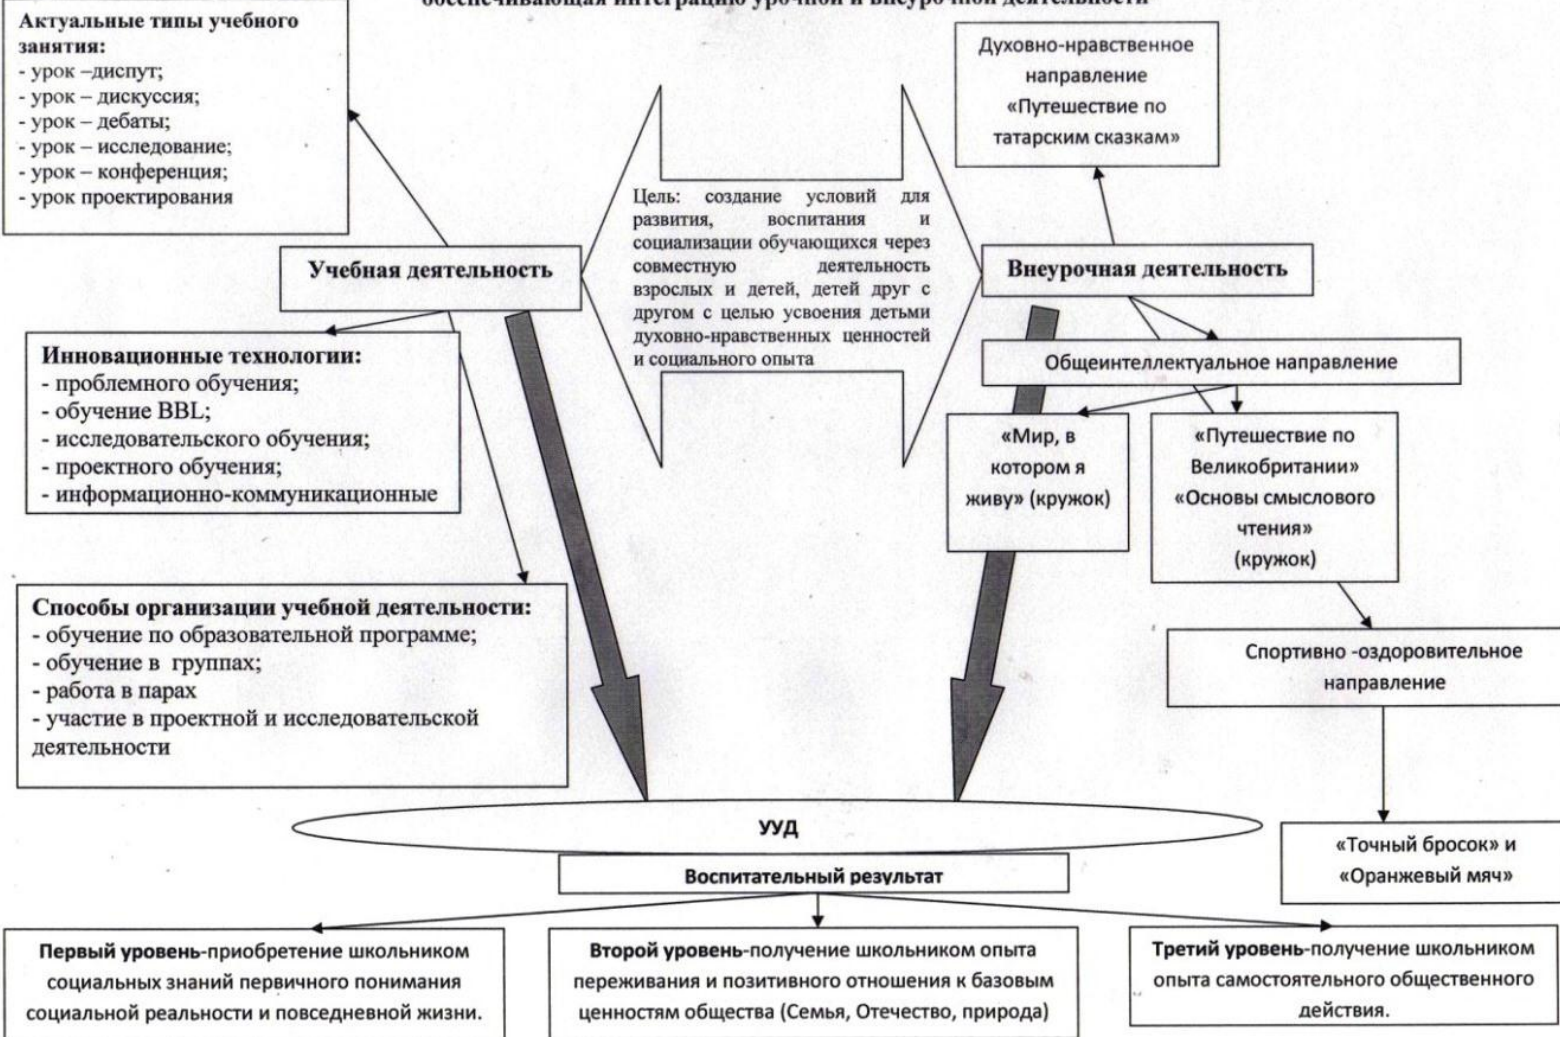 обеспечивающая интеграцию урочной и внеурочной деятельности
Актуальные типы учебного
занятия:
- урок –диспут;
- урок – дискуссия;
- урок – дебаты;
- урок – исследование;
- урок – конференция;
- урок проектирования
Духовно-нравственное
направление
«Путешествие по
татарским сказкам»
Цель: создание условий для
развития, воспитания и
социализации обучающихся через
совместную деятельность
взрослых и детей, детей друг с
другом с целью усвоения детьми
духовно-нравственных ценностей
и социального опыта
Учебная деятельность
Внеурочная деятельность
Инновационные технологии:
- проблемного обучения;
- обучение BBL;
- исследовательского обучения;
- проектного обучения;
- информационно-коммуникационные
Общеинтеллектуальное направление
«Мир, в
котором я
живу» (кружок)
«Путешествие по
Великобритании»
«Основы смыслового
чтения»
(кружок)
Способы организации учебной деятельности:
- обучение по образовательной программе;
- обучение в группах;
- работа в парах
- участие в проектной и исследовательской
деятельности
Спортивно -оздоровительное
направление
«Точный бросок» и
«Оранжевый мяч»
УУД
Воспитательный результат
Первый уровень-приобретение школьником
социальных знаний первичного понимания
социальной реальности и повседневной жизни.
Второй уровень-получение школьником опыта
переживания и позитивного отношения к базовым
ценностям общества (Семья, Отечество, природа)
Третий уровень-получение школьником
опыта самостоятельного общественного
действия.